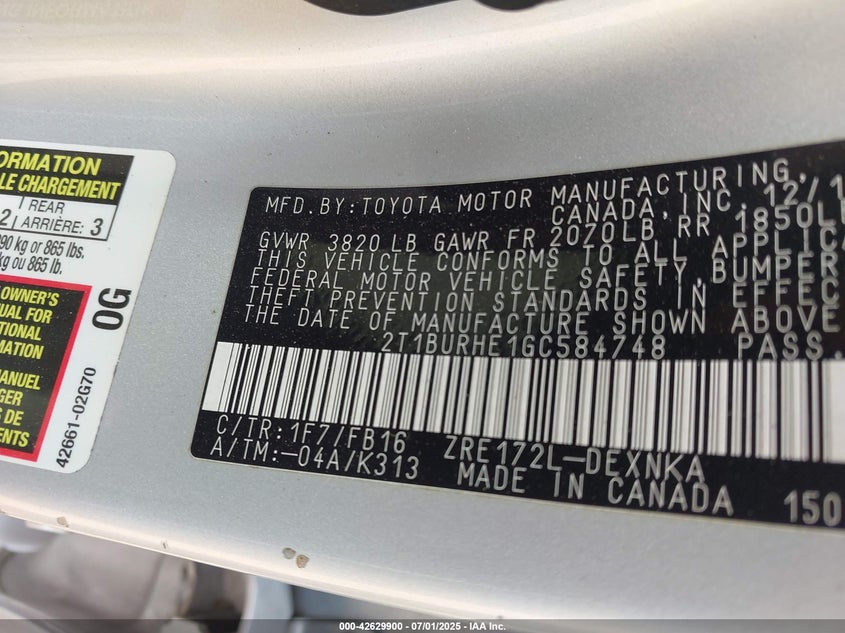 ORMATION
LE CHARGEMENT
2 REAR
ARRIÈRE: 3
90 kg or 865 lbs.
kg ou 865 lb.
OWNER'S
UAL FOR
TIONAL
MATION
ANUEL
GER
S DE
ENTS
0G
42661-02G70
MFD.BY:TOYOTA MOTOR MANUFACTURING,
CANADA, INC. 12/1
GVWR 3820 LB GAWR FR 2070LB, RR 1850L
THIS VEHICLE CONFORMS TO ALL APPLICA
FEDERAL MOTOR VEHICLE SAFETY,BUMPER
THEFT PREVENTION STANDARDS IN EFFEC
THE DATE OF MANUFACTURE SHOWN ABOVE
2T1BURHE1GC584748 PASS.
C/TR:1F7/FB16 ZRE172L-DEXNKA
A/TM:-04A/K313 MADE IN CANADA 150
000-42629900 - 07/01/2025 - IAA Inc.